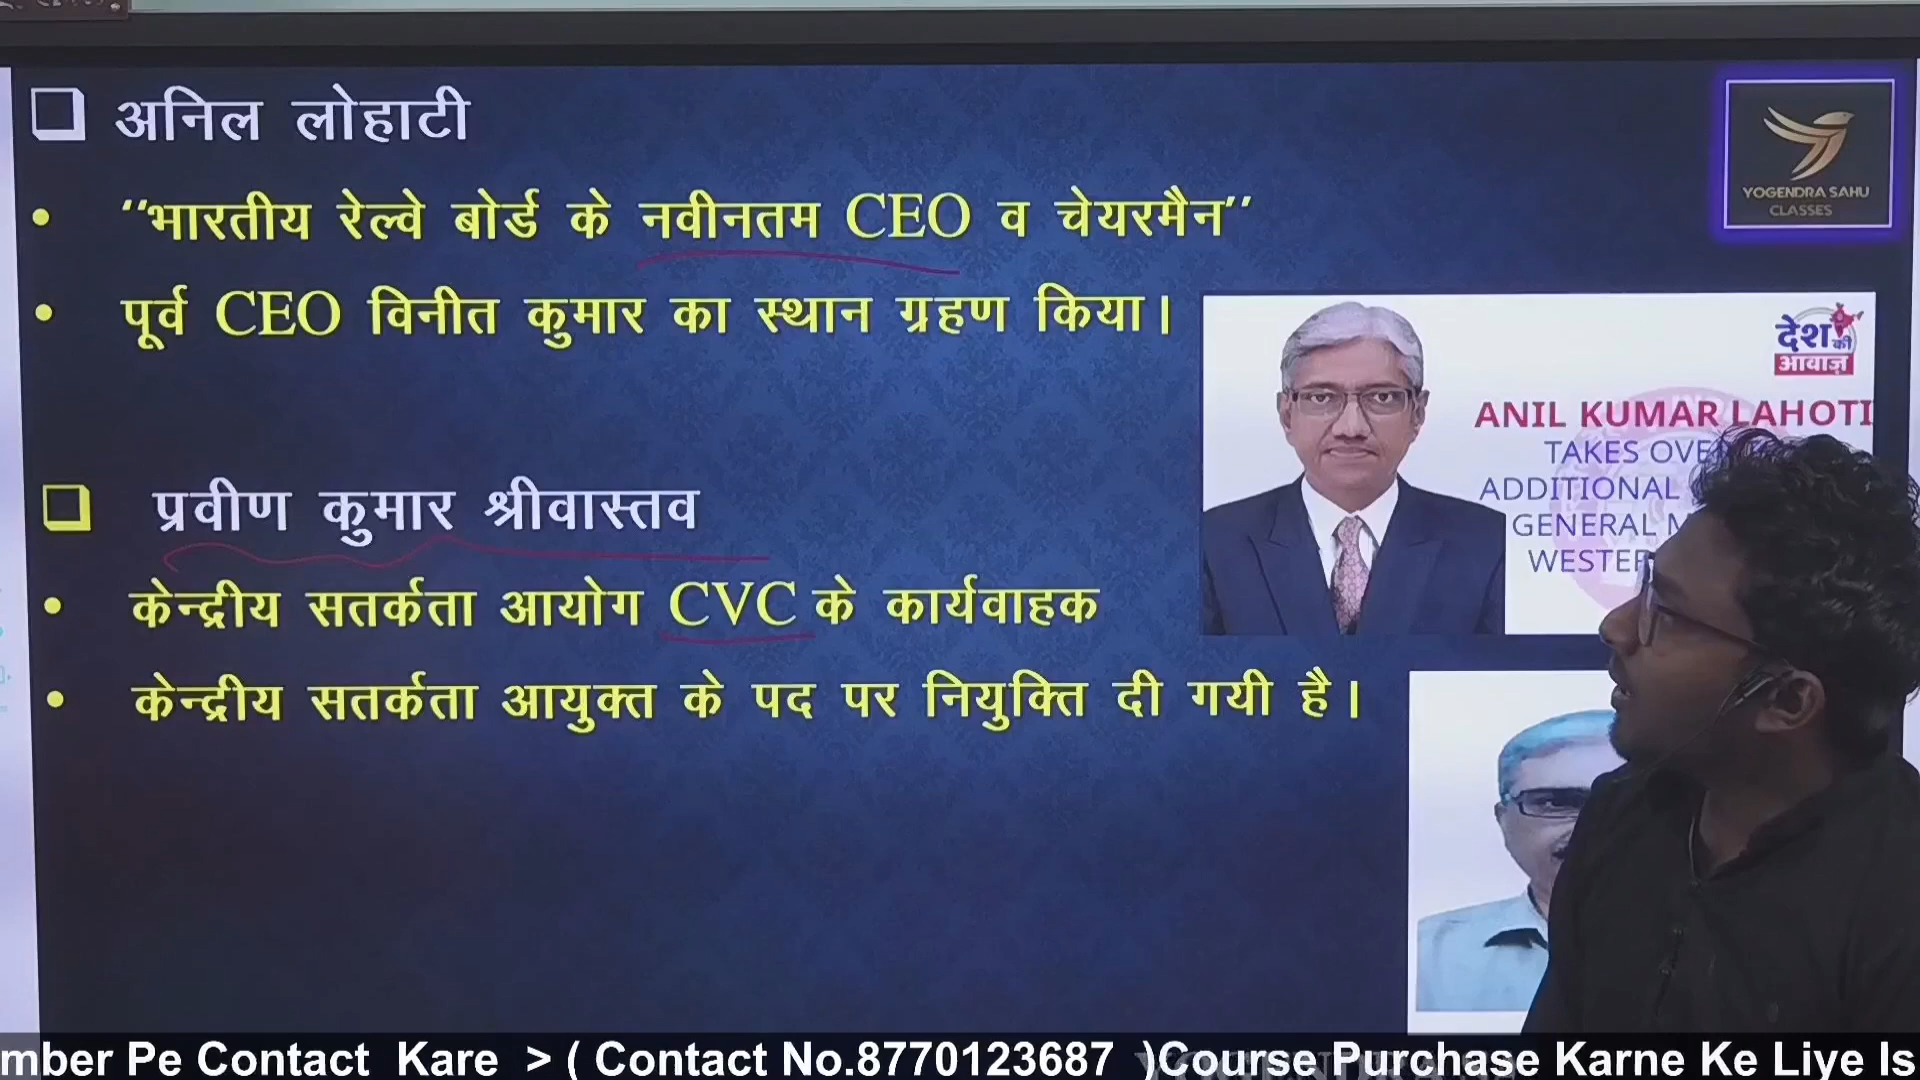 अनिल लोहाटी
"भारतीय रेल्वे बोर्ड के नवीनतम CEO व चेयरमैन"
पूर्व CEO विनीत कुमार का स्थान ग्रहण किया।
प्रवीण कुमार श्रीवास्तव
केन्द्रीय सतर्कता आयोग CVC के कार्यवाहक
केन्द्रीय सतर्कता आयुक्त के पद पर नियुक्ति दी गयी है।
YOGENDRA SAHU
CLASSES
देश की
आवाज़
ANIL KUMAR LAHOTI
TAKES
ADDITIONAL
GENERAL
mber Pe Contact Kare > ( Contact No.8770123687 )Course Purchase Karne Ke Liye Is